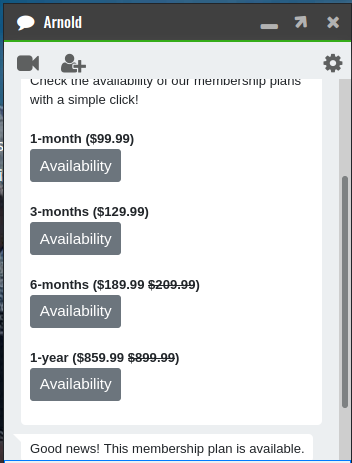 Arnold
Check the availability of our membership plans
with a simple click!
1-month ($99.99)
Availability
3-months ($129.99)
Availability
6-months ($189.99 $209.99)
Availability
1-year ($859.99 $899.99)
Availability
Good news! This membership plan is available.